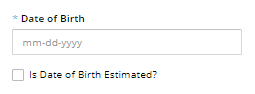 * Date of Birth
mm-dd-yyyy
Is Date of Birth Estimated?